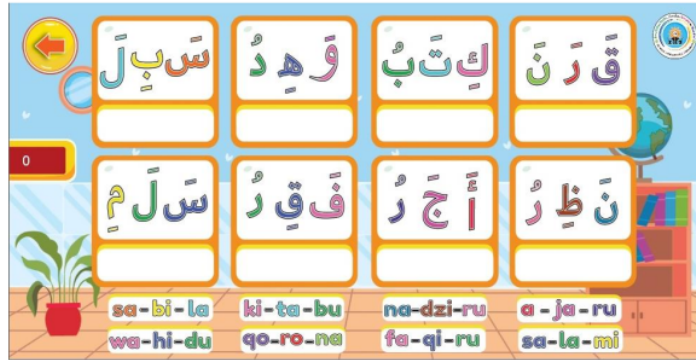 قَ رَ نَ
كِ تَ بُ
وَ هِ دُ
سَ بِ لَ
0
نَ ظِ رُ
أَ جَ رُ
فَ قِ رُ
سَ لَ مِ
sa-bi-la
ki-ta-bu
na-dzi-ru
a-ja-ru
wa-hi-du
qo-ro-na
fa-qi-ru
sa-la-mi